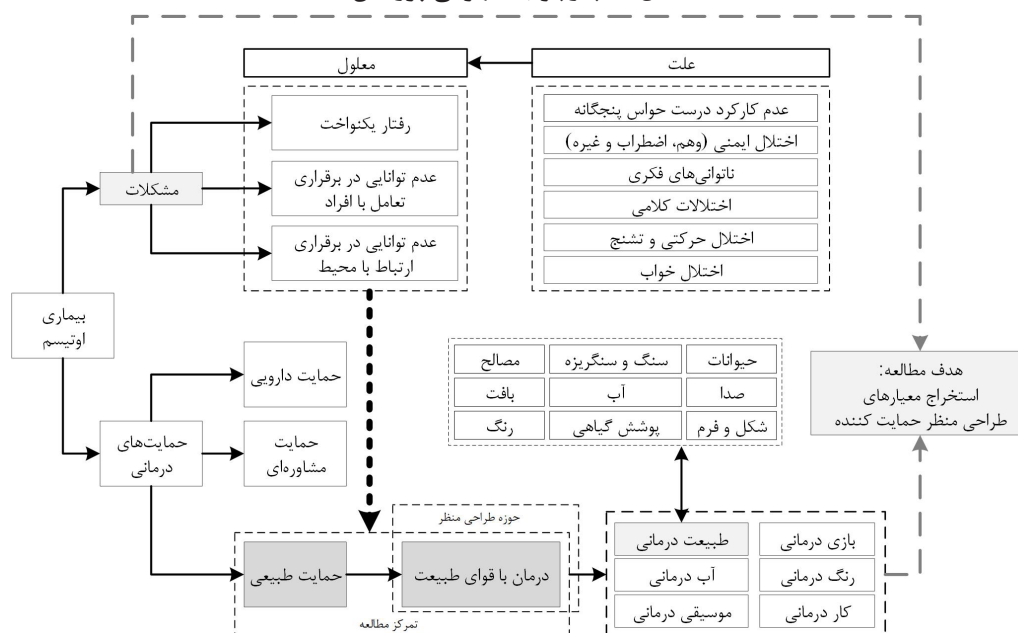 علت
معلول
عدم کارکرد درست حواس پنجگانه
اختلال ایمنی (وهم، اضطراب و غیره)
ناتوانی‌های فکری
اختلالات کلامی
اختلال حرکتی و تشنج
اختلال خواب
رفتار یکنواخت
عدم توانایی در برقراری
تعامل با افراد
عدم توانایی در برقراری
ارتباط با محیط
مشکلات
بیماری
اوتیسم
حمایت‌های
درمانی
حمایت دارویی
حمایت
مشاوره‌ای
حمایت طبیعی
حوزه طراحی منظر
درمان با قوای طبیعت
تمرکز مطالعه
حیوانات
سنگ و سنگریزه
مصالح
صدا
آب
بافت
شکل و فرم
پوشش گیاهی
رنگ
هدف مطالعه:
استخراج معیارهای
طراحی منظر حمایت کننده
بازی درمانی
طبیعت درمانی
رنگ درمانی
آب درمانی
کار درمانی
موسیقی درمانی